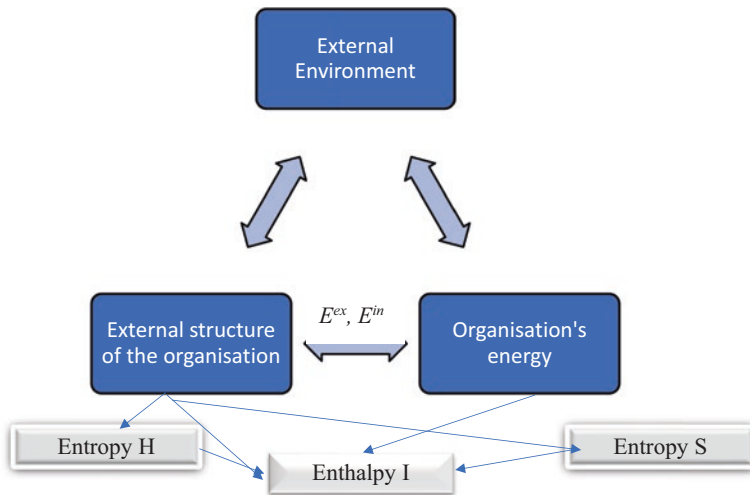 External
Environment
E^ex, E^in
External structure
of the organisation
Organisation's
energy
Entropy H
Enthalpy I
Entropy S